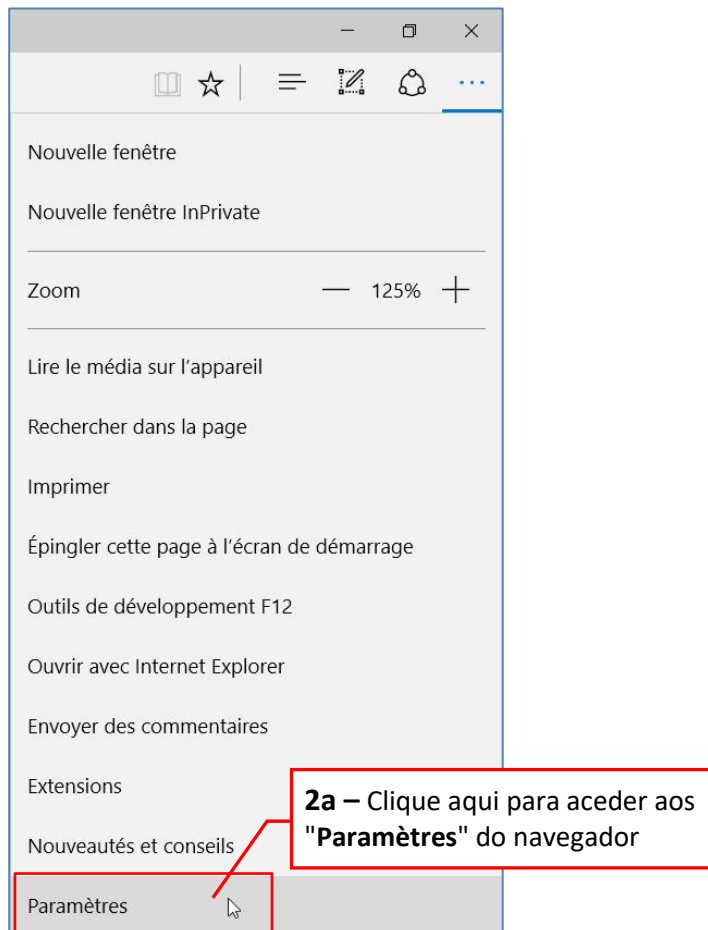 Nouvelle fenêtre
Nouvelle fenêtre InPrivate
Zoom — 125% +
Lire le média sur l'appareil
Rechercher dans la page
Imprimer
Épingler cette page à l'écran de démarrage
Outils de développement F12
Ouvrir avec Internet Explorer
Envoyer des commentaires
Extensions
Nouveautés et conseils
Paramètres
2a – Clique aqui para aceder aos
"Paramètres" do navegador